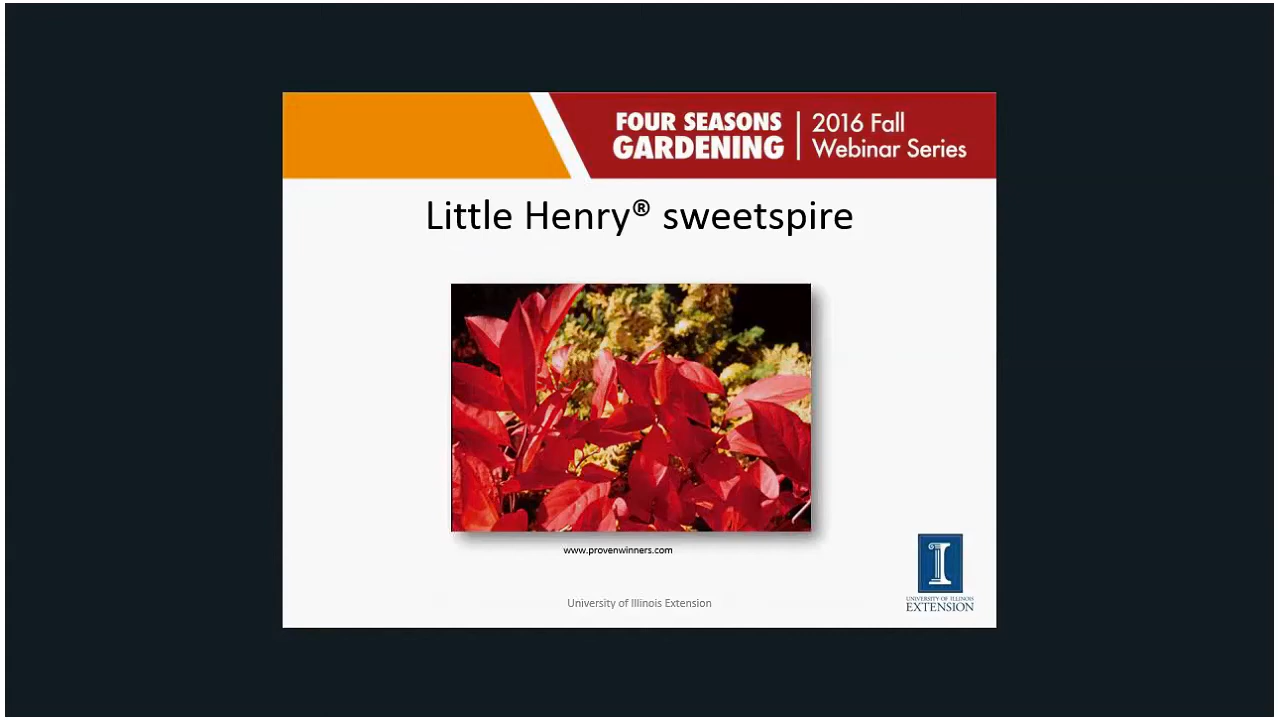 FOUR SEASONS
GARDENING
2016 Fall
Webinar Series
Little Henry® sweetspire
www.provenwinners.com
University of Illinois Extension
UNIVERSITY OF ILLINOIS
EXTENSION